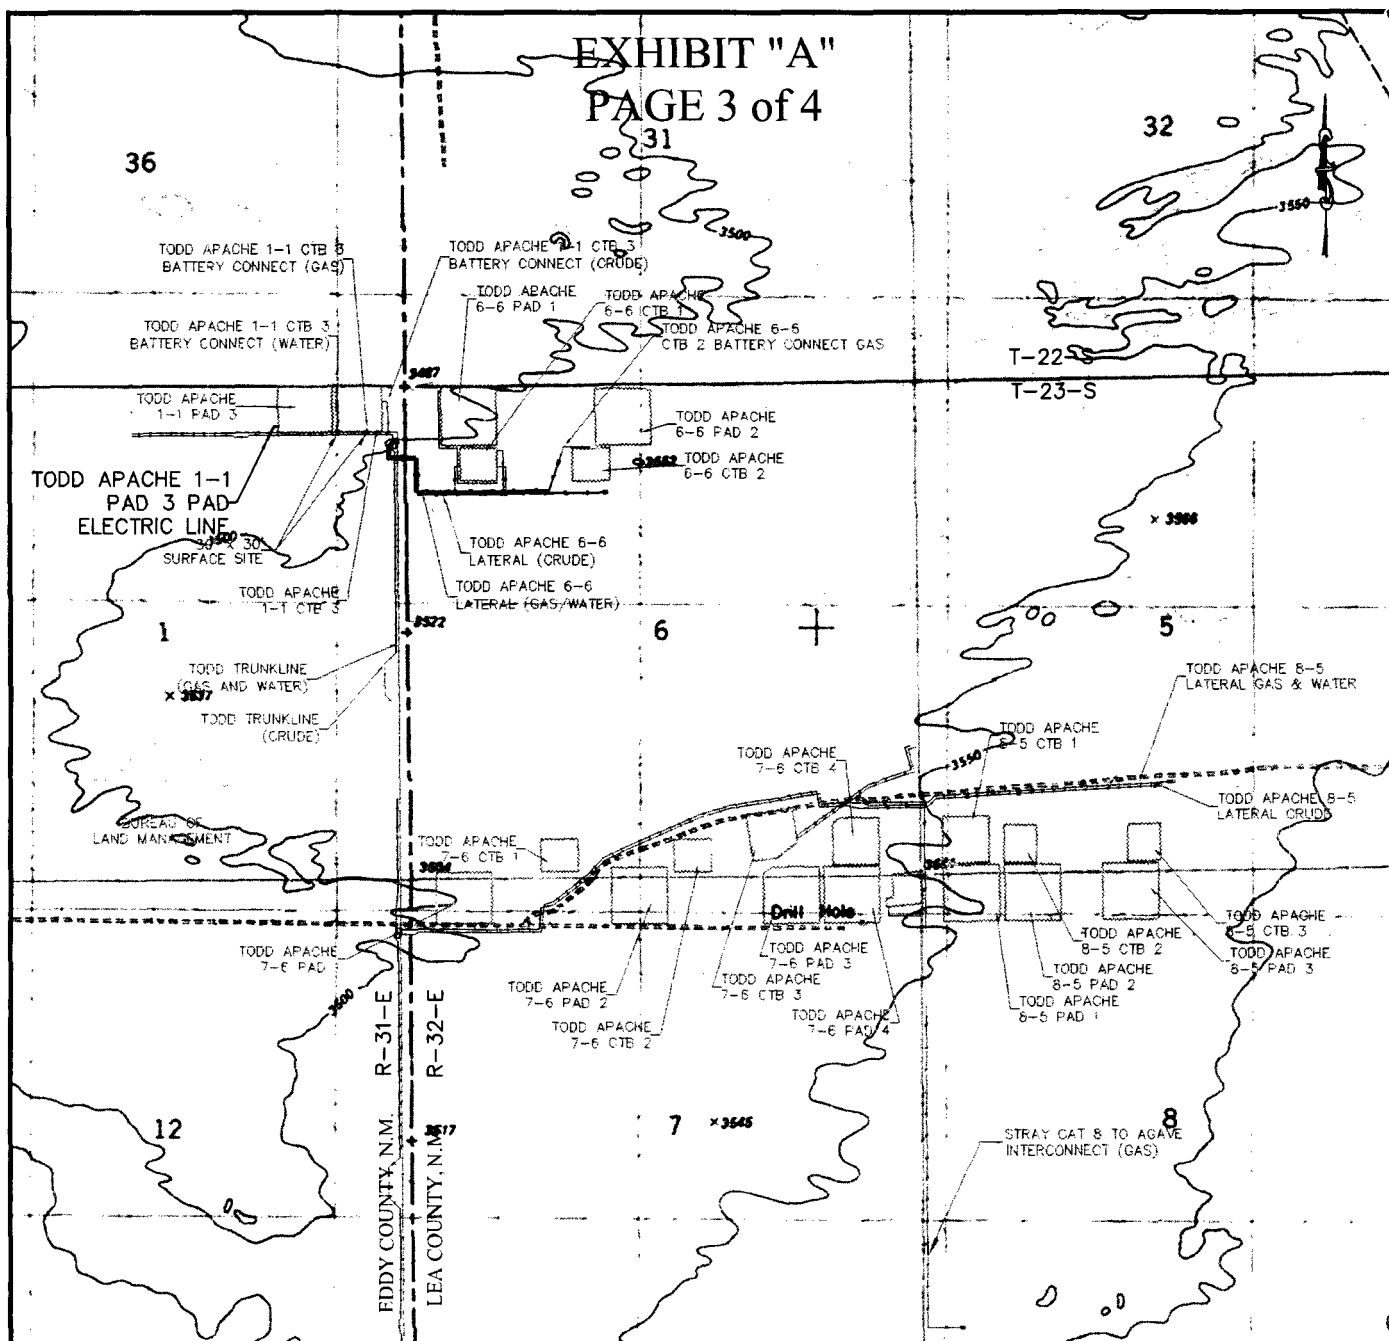 EXHIBIT "A"
PAGE 3 of 4
36
31
32
3550
3500
TODD APACHE 1-1 CTB 3
BATTERY CONNECT (GAS)
TODD APACHE 1-1 CTB 3
BATTERY CONNECT (CRUDE)
TODD APACHE
6-6 PAD 1
TODD APACHE
6-6 CTB 1
TODD APACHE 1-1 CTB 3
BATTERY CONNECT (WATER)
TODD APACHE 6-5
CTB 2 BATTERY CONNECT GAS
T-22-S
T-23-S
3487
TODD APACHE
1-1 PAD 3
TODD APACHE
6-6 PAD 2
TODD APACHE
6-6 CTB 2
TODD APACHE 1-1
PAD 3 PAD
ELECTRIC LINE
3500
30' x 30'
SURFACE SITE
3566
TODD APACHE 6-6
LATERAL (CRUDE)
TODD APACHE
1-1 CTB 3
TODD APACHE 6-6
LATERAL (GAS/WATER)
1
3522
6
5
TODD TRUNKLINE
(GAS AND WATER)
3537
TODD TRUNKLINE
(CRUDE)
TODD APACHE 8-5
LATERAL GAS & WATER
TODD APACHE
8-5 CTB 1
TODD APACHE
7-6 CTB 4
3550
TODD APACHE 8-5
LATERAL CRUDE
BUREAU OF
LAND MANAGEMENT
TODD APACHE
7-6 CTB 1
Drill Hole
TODD APACHE
7-6 PAD
TODD APACHE
7-6 PAD 3
TODD APACHE
8-5 CTB 3
TODD APACHE
8-5 CTB 2
TODD APACHE
8-5 PAD 3
TODD APACHE
7-6 PAD 2
TODD APACHE
7-6 CTB 3
TODD APACHE
8-5 PAD 2
TODD APACHE
7-6 CTB 2
TODD APACHE
7-6 PAD 4
TODD APACHE
8-5 PAD 1
3500
R-31-E
R-32-E
12
3517
7
3545
8
STRAY CAT 8 TO AGAVE
INTERCONNECT (GAS)
EDDY COUNTY, N.M.
LEA COUNTY, N.M.